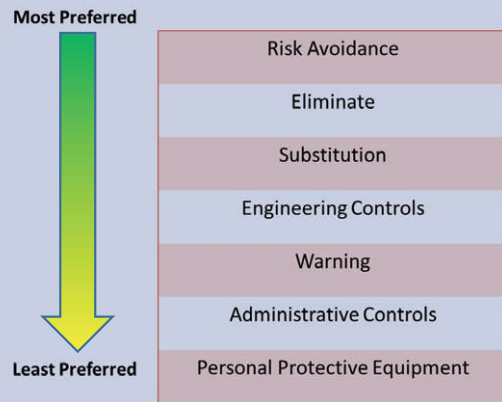 Most Preferred
Risk Avoidance
Eliminate
Substitution
Engineering Controls
Warning
Administrative Controls
Least Preferred
Personal Protective Equipment